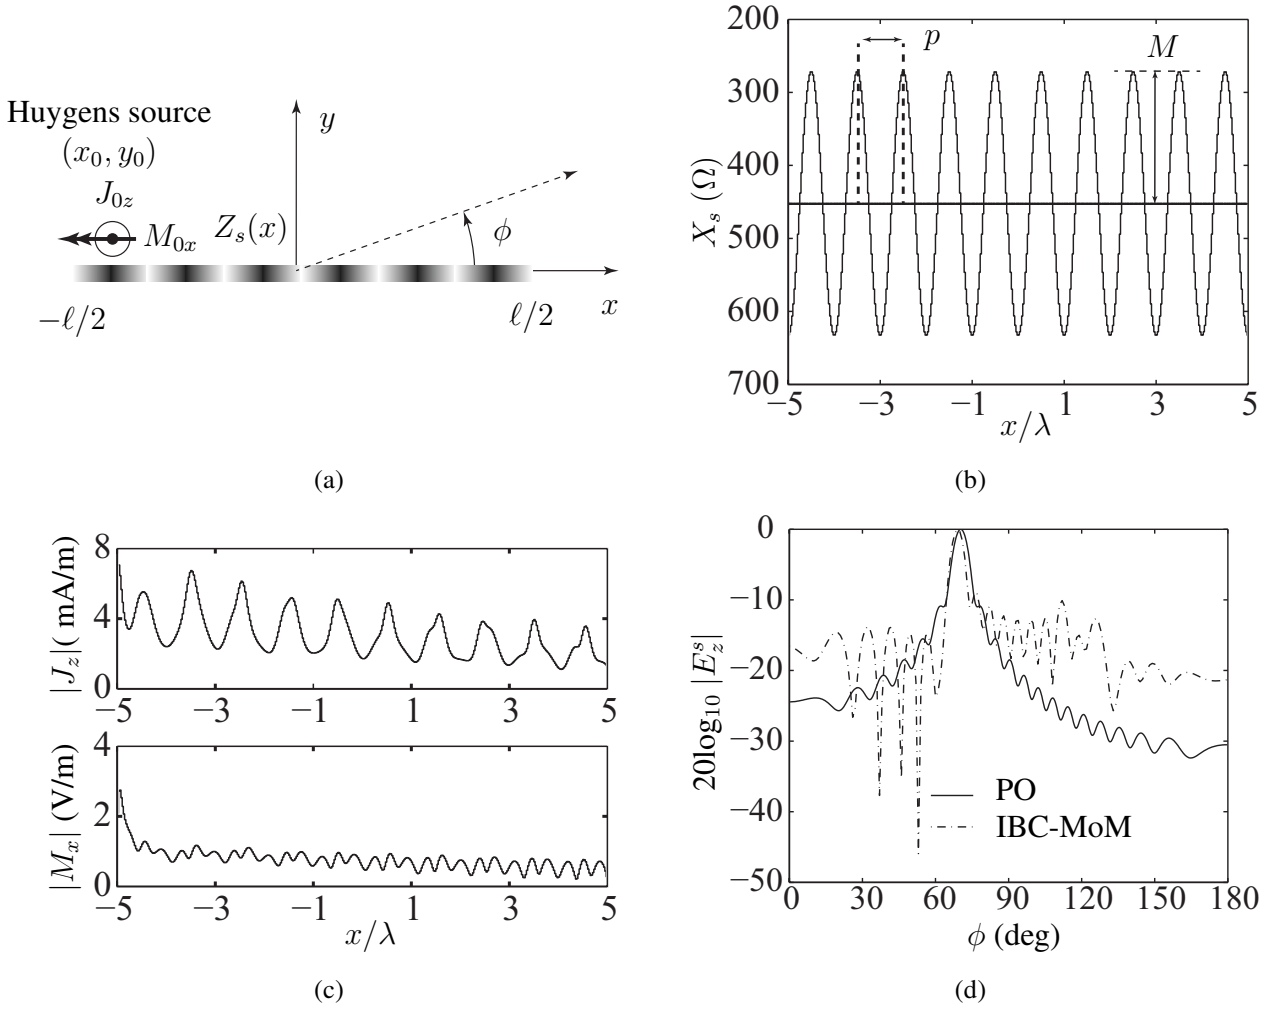 Huygens source
(x₀, y₀)
J₀z
M₀x
Zₛ(x)
y
ϕ
x
−ℓ/2
ℓ/2
(a)
200
300
400
500
600
700
Xₛ (Ω)
p
M
−5
−3
−1
1
3
5
x/λ
(b)
8
4
0
|J_z|( mA/m)
−5
−3
−1
1
3
5
4
2
0
|M_x| (V/m)
−5
−3
−1
1
3
5
x/λ
(c)
0
−10
−20
−30
−40
−50
20log₁₀ |E_z^s|
PO
IBC-MoM
0
30
60
90
120
150
180
ϕ (deg)
(d)